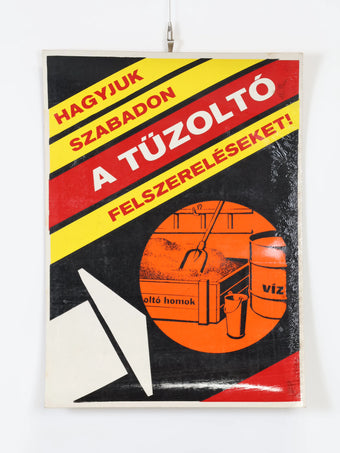 HAGYJUK
SZABADON
A TŰZOLTÓ
FELSZERELÉSEKET!
oltó homok
VÍZ